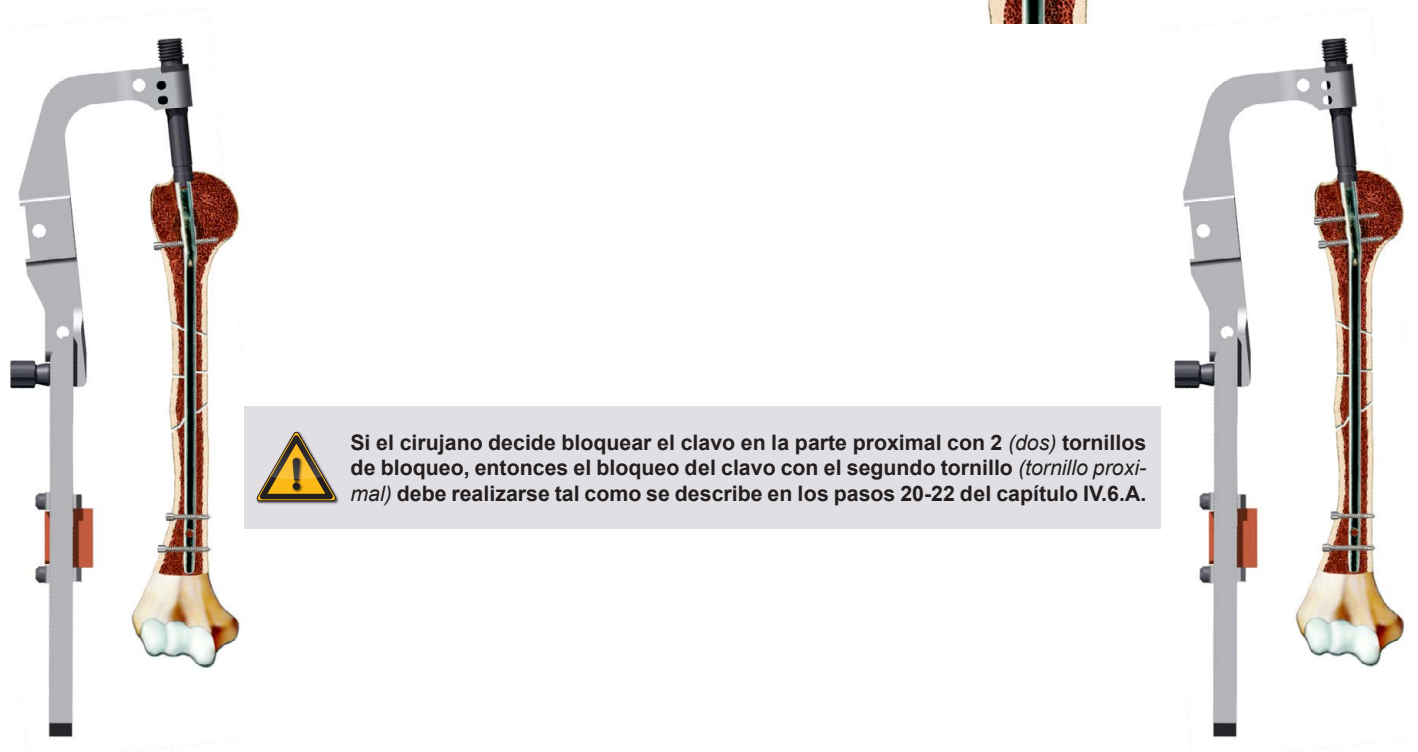 Si el cirujano decide bloquear el clavo en la parte proximal con 2 (dos) tornillos
de bloqueo, entonces el bloqueo del clavo con el segundo tornillo (tornillo proxi-
mal) debe realizarse tal como se describe en los pasos 20-22 del capítulo IV.6.A.